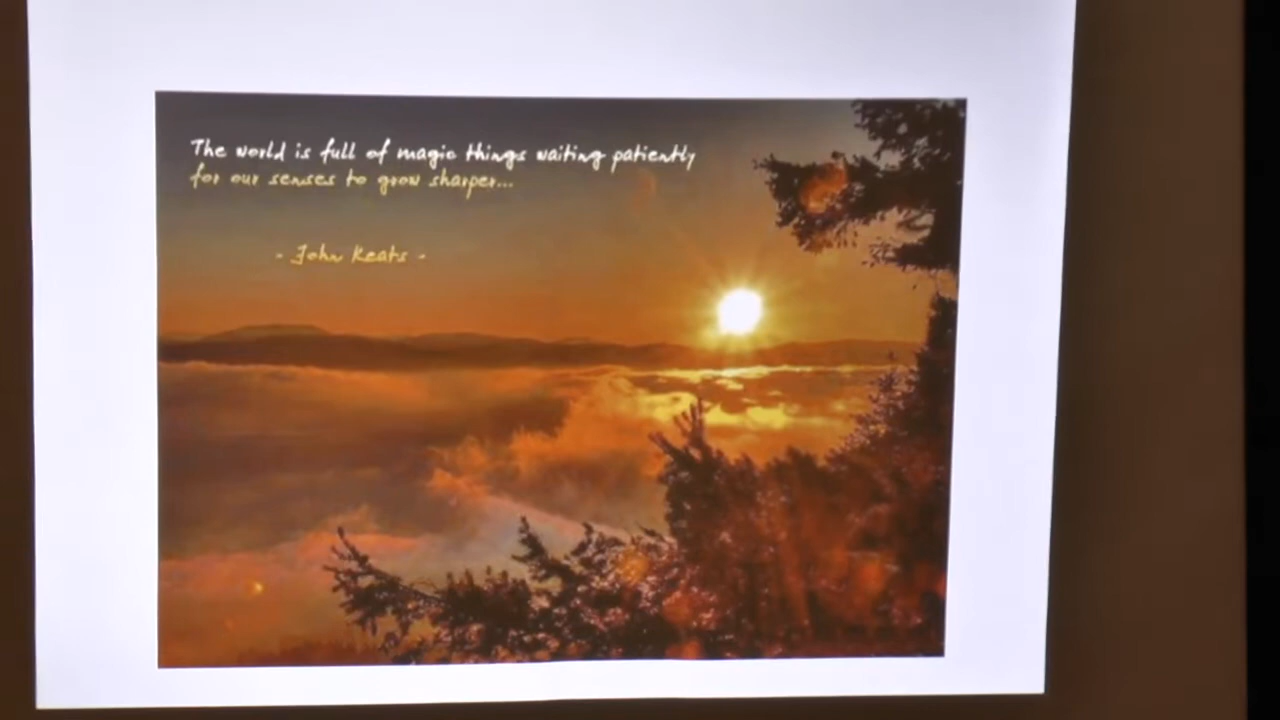 The world is full of magic things waiting patiently
for our senses to grow sharper...
- John Keats -